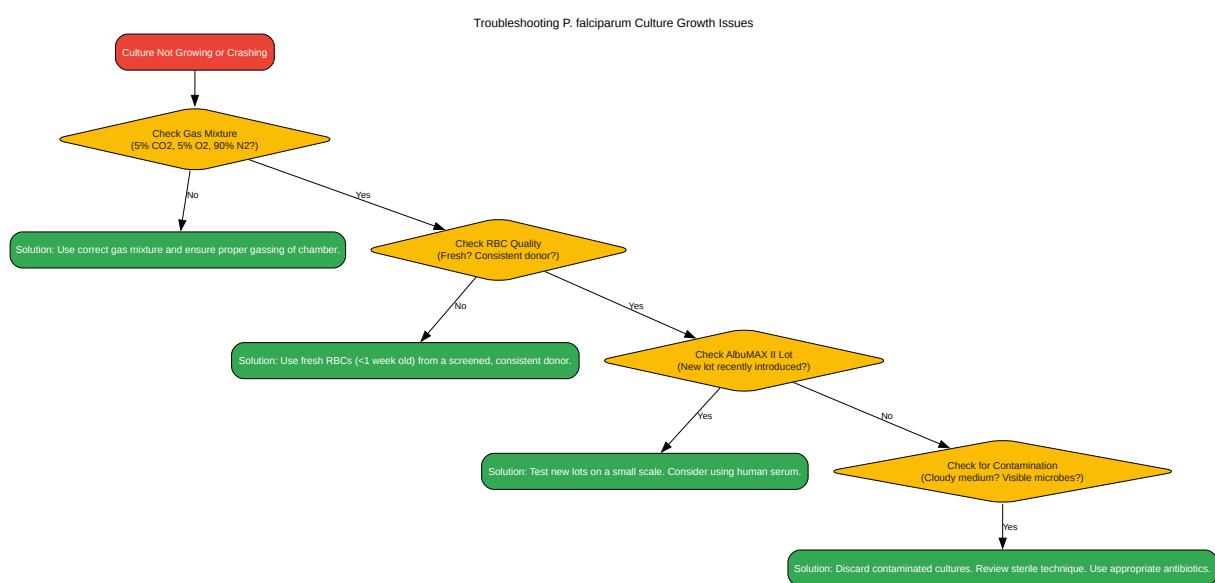 Troubleshooting P. falciparum Culture Growth Issues
Culture Not Growing or Crashing
Check Gas Mixture
(5% CO2, 5% O2, 90% N2?)
No
Yes
Solution: Use correct gas mixture and ensure proper gassing of chamber.
Check RBC Quality
(Fresh? Consistent donor?)
No
Yes
Solution: Use fresh RBCs (<1 week old) from a screened, consistent donor.
Check AlbuMAX II Lot
(New lot recently introduced?)
Yes
No
Solution: Test new lots on a small scale. Consider using human serum.
Check for Contamination
(Cloudy medium? Visible microbes?)
Yes
Solution: Discard contaminated cultures. Review sterile technique. Use appropriate antibiotics.